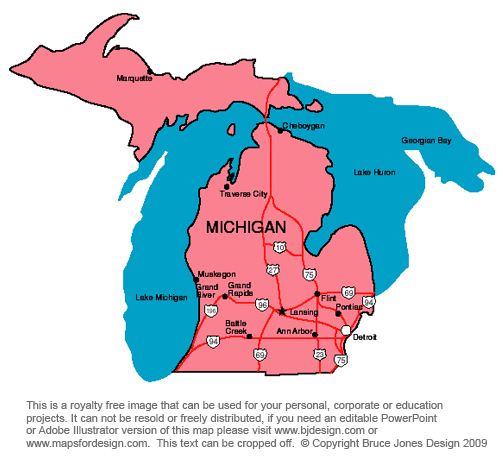 Marquette
Cheboygan
Georgian Bay
Lake Huron
Traverse City
MICHIGAN
10
27
75
Muskegon
Grand
River
Grand
Rapids
Lake Michigan
69
Flint
94
196
96
Lansing
Pontiac
Battle
Creek
Ann Arbor
Detroit
94
69
23
75
This is a royalty free image that can be used for your personal, corporate or education
projects. It can not be resold or freely distributed, if you need an editable PowerPoint
or Adobe Illustrator version of this map please visit www.bjdesign.com or
www.mapsfordesign.com. This text can be cropped off. © Copyright Bruce Jones Design 2009